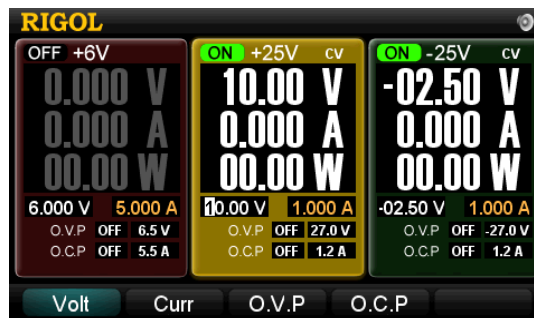 RIGOL
OFF +6V
0.000 V
0.000 A
00.00 W
6.000 V 5.000 A
O.V.P OFF 6.5 V
O.C.P OFF 5.5 A
ON +25V CV
10.00 V
0.000 A
00.00 W
10.00 V 1.000 A
O.V.P OFF 27.0 V
O.C.P OFF 1.2 A
ON -25V CV
-02.50 V
0.000 A
00.00 W
-02.50 V 1.000 A
O.V.P OFF -27.0 V
O.C.P OFF 1.2 A
Volt Curr O.V.P O.C.P